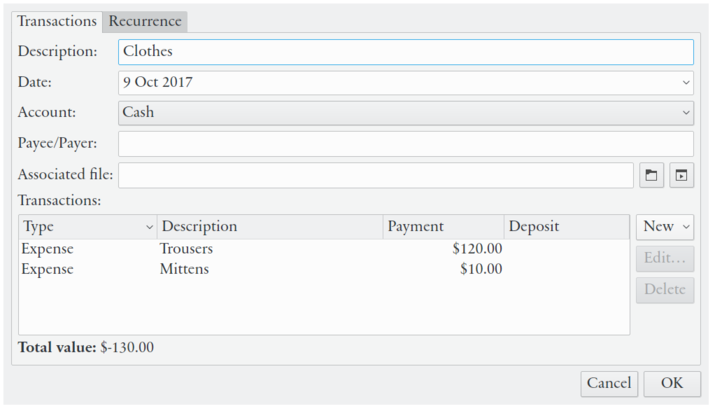 Transactions Recurrence
Description: Clothes
Date: 9 Oct 2017
Account: Cash
Payee/Payer:
Associated file:
Transactions:
Type Description Payment Deposit New
Expense Trousers $120.00
Expense Mittens $10.00
Edit...
Delete
Total value: $-130.00
Cancel OK